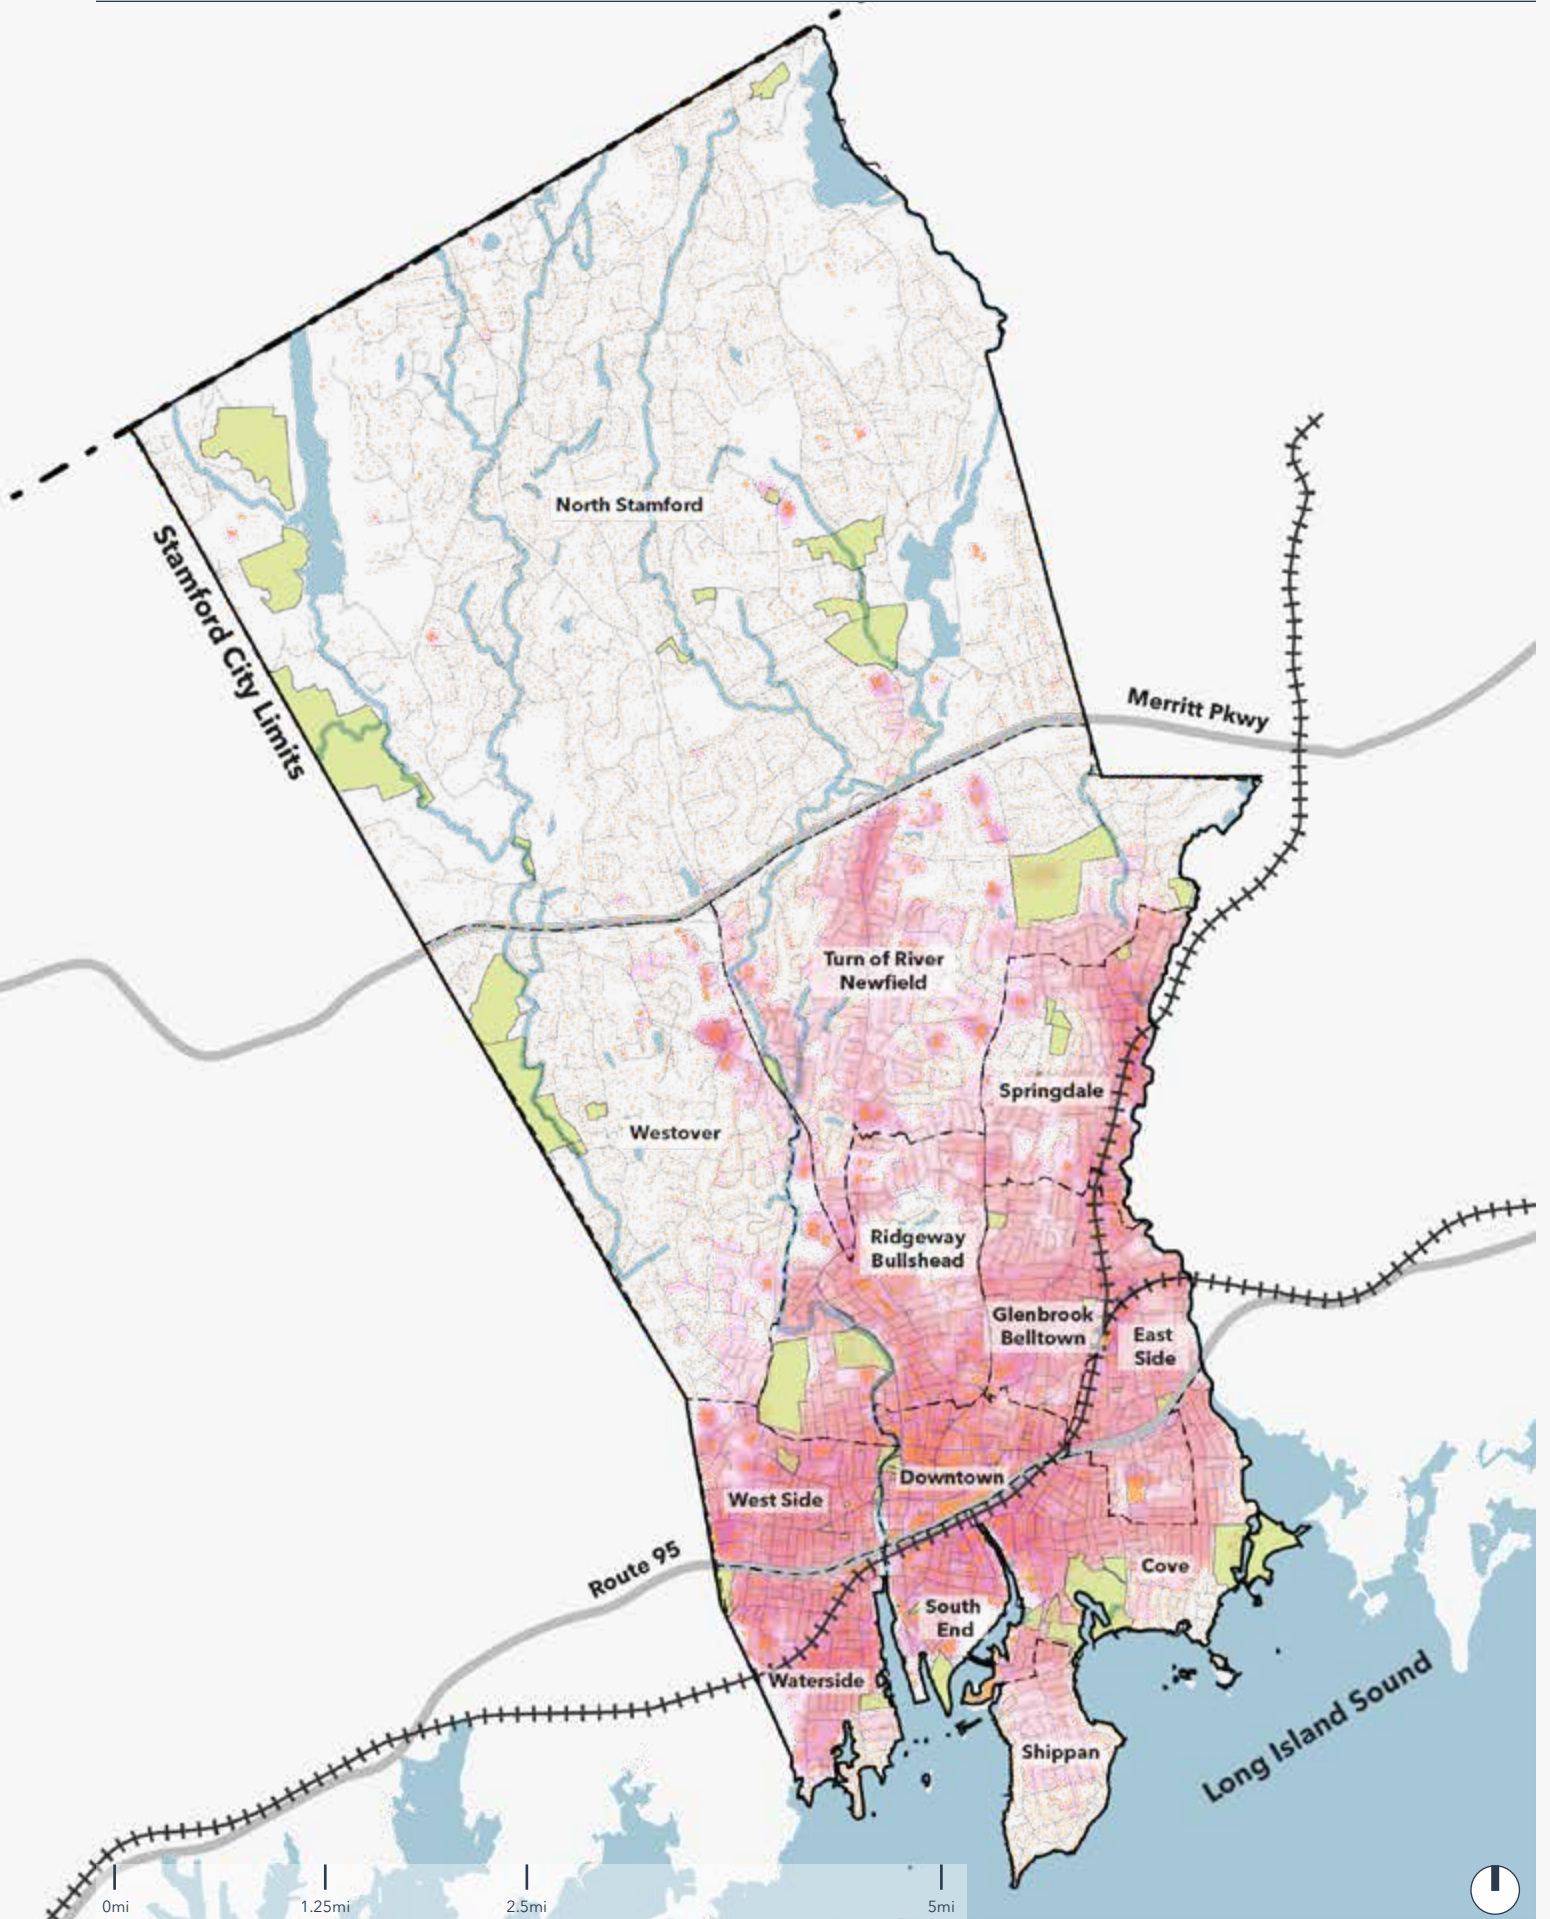 North Stamford
Stamford City Limits
Merritt Pkwy
Turn of River
Newfield
Springdale
Westover
Ridgeway
Bullshead
Glenbrook
Belltown
East
Side
Downtown
West Side
Route 95
Cove
South
End
Waterside
Shippan
Long Island Sound
0mi
1.25mi
2.5mi
5mi